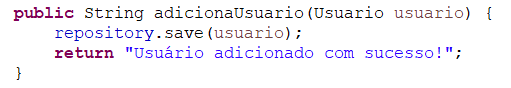 public String adicionaUsuario(Usuario usuario) {
    repository.save(usuario);
    return "Usuário adicionado com sucesso!";
}